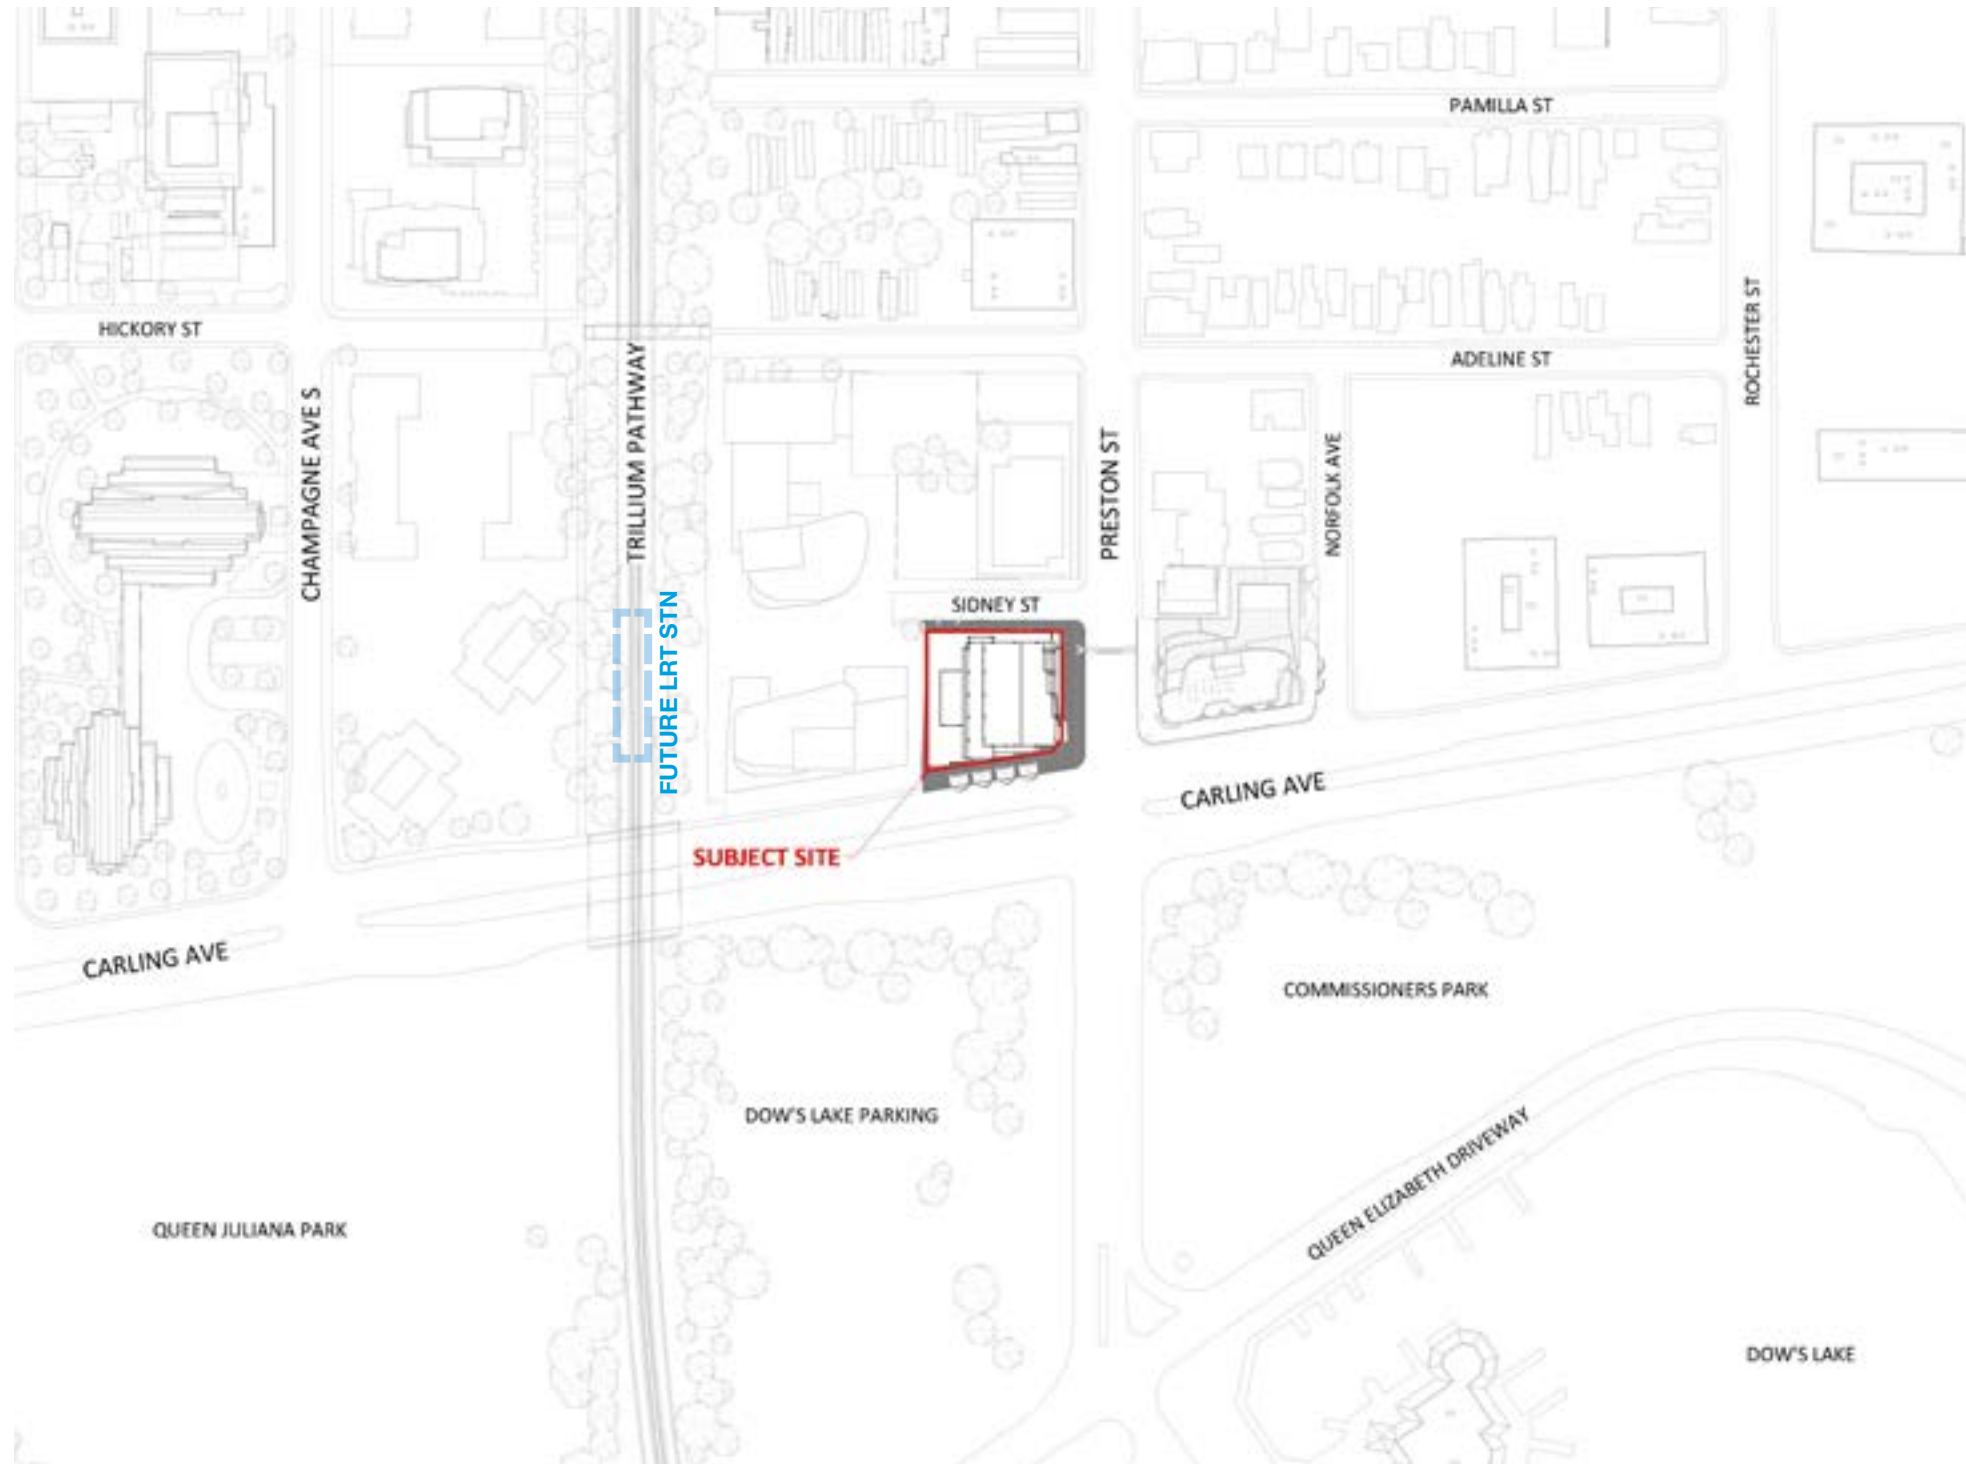 PAMILLA ST
HICKORY ST
ADELINE ST
ROCHESTER ST
TRILLIUM PATHWAY
CHAMPAGNE AVE S
PRESTON ST
NORFOLK AVE
SIDNEY ST
FUTURE LRT STN
CARLING AVE
SUBJECT SITE
CARLING AVE
COMMISSIONERS PARK
DOW'S LAKE PARKING
QUEEN ELIZABETH DRIVEWAY
QUEEN JULIANA PARK
DOW'S LAKE